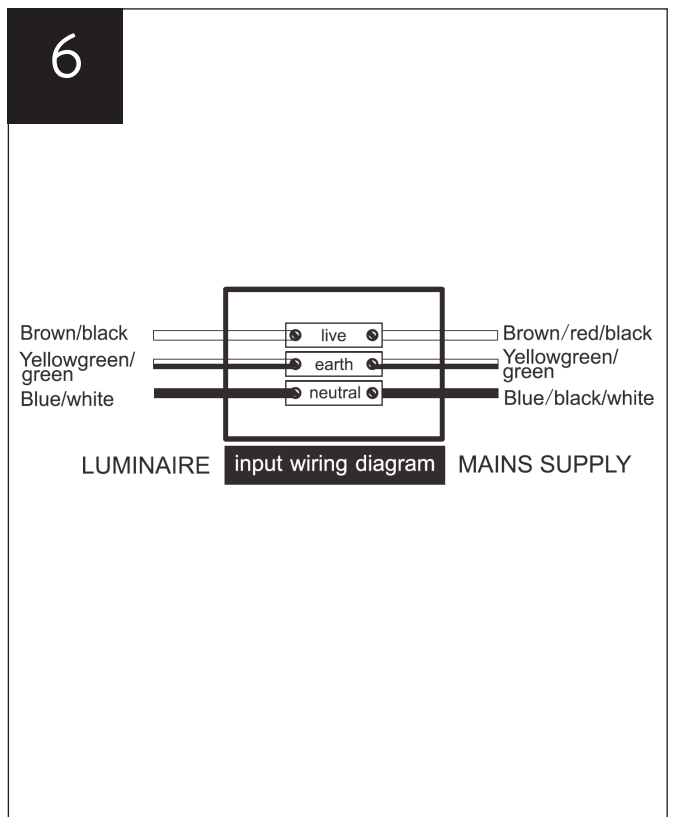 6
Brown/black
live
Brown/red/black
Yellowgreen/
green
earth
Yellowgreen/
green
Blue/white
neutral
Blue/black/white
LUMINAIRE
input wiring diagram
MAINS SUPPLY